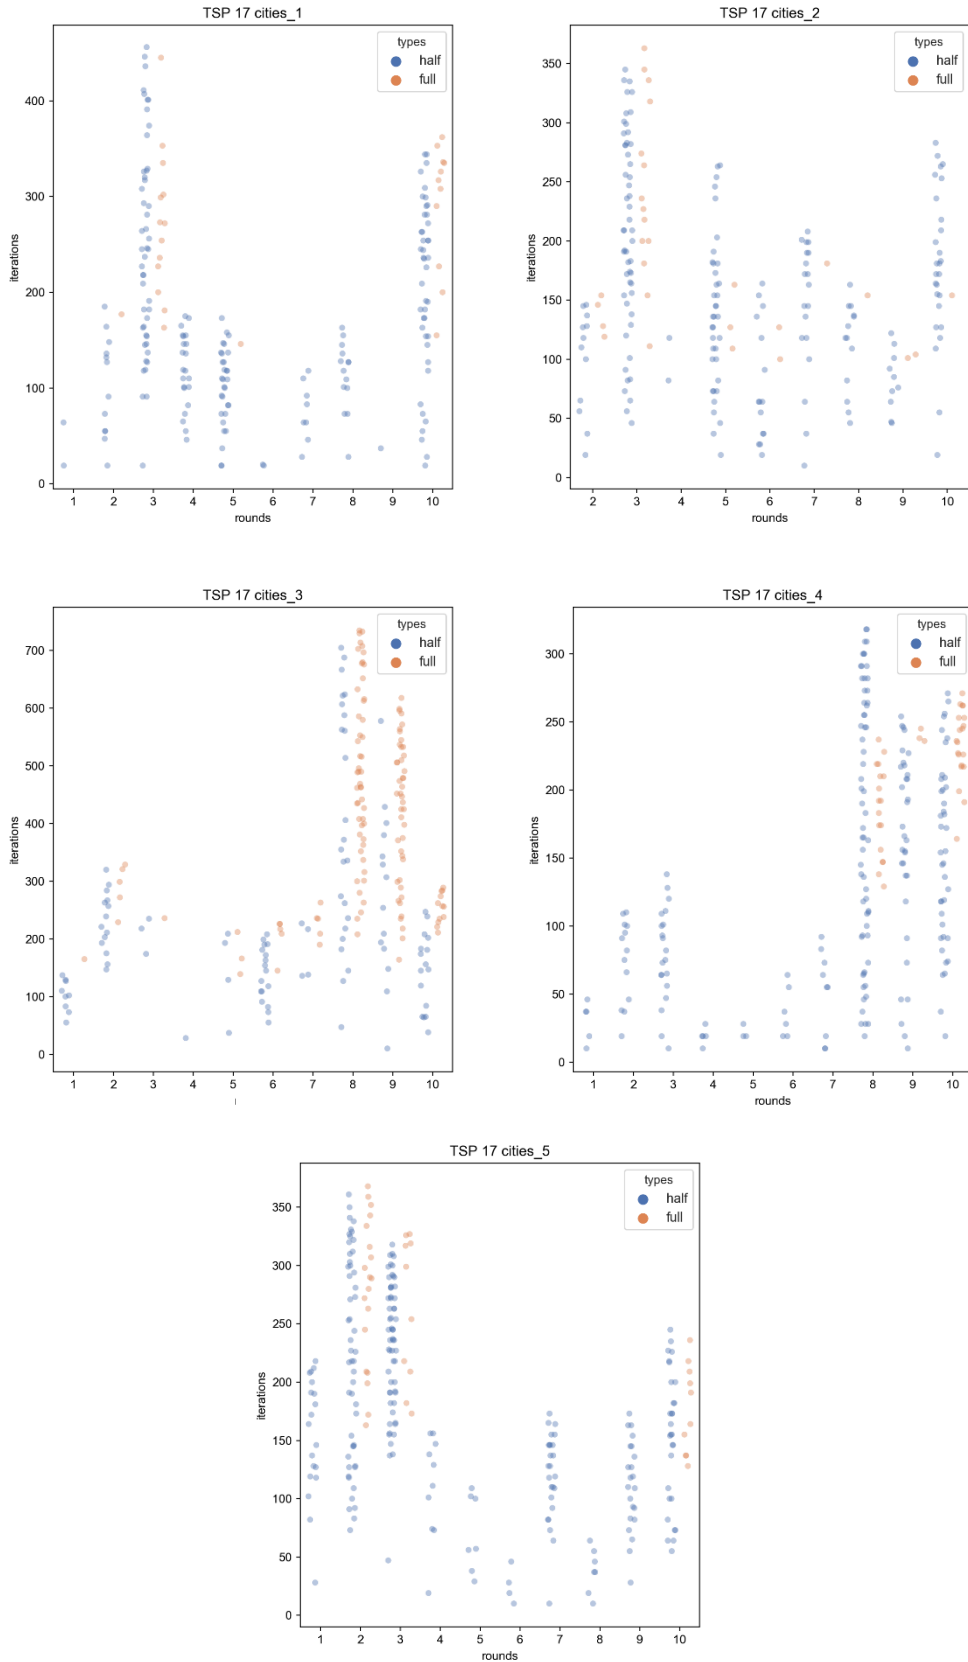 TSP 17 cities_1
types
half
full
400
300
200
100
0
iterations
1 2 3 4 5 6 7 8 9 10
rounds
TSP 17 cities_2
types
half
full
350
300
250
200
150
100
50
0
iterations
2 3 4 5 6 7 8 9 10
rounds
TSP 17 cities_3
types
half
full
700
600
500
400
300
200
100
0
iterations
1 2 3 4 5 6 7 8 9 10
TSP 17 cities_4
types
half
full
300
250
200
150
100
50
0
iterations
1 2 3 4 5 6 7 8 9 10
rounds
TSP 17 cities_5
types
half
full
350
300
250
200
150
100
50
0
iterations
1 2 3 4 5 6 7 8 9 10
rounds